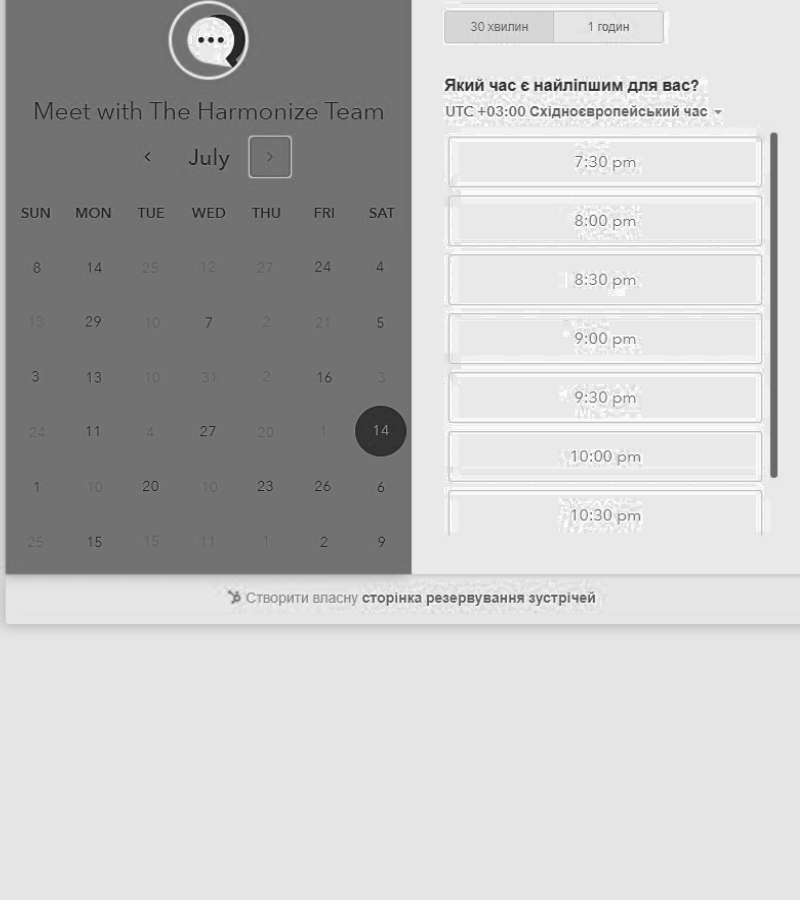 Meet with The Harmonize Team
July
SUN MON TUE WED THU FRI SAT
8 14 25 12 27 24 4
13 29 10 7 2 21 5
3 13 10 31 2 16 3
24 11 4 27 20 1 14
1 10 20 10 23 26 6
25 15 15 11 1 2 9
30 хвилин 1 годин
Який час є найліпшим для вас?
UTC +03:00 Східноєвропейський час
7:30 pm
8:00 pm
8:30 pm
9:00 pm
9:30 pm
10:00 pm
10:30 pm
Створити власну сторінка резервування зустрічей